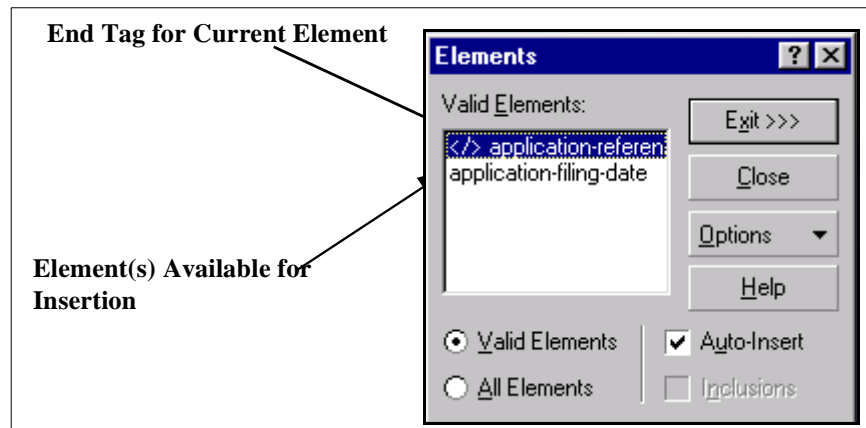 End Tag for Current Element
Elements
Valid Elements:
Exit >>>
</> application-referen
application-filing-date
Close
Options
Element(s) Available for
Insertion
Help
Valid Elements
Auto-Insert
All Elements
Inclusions